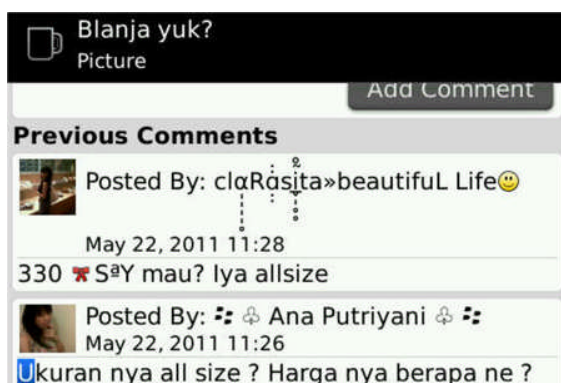 Blanja yuk?
Picture
Add Comment
Previous Comments
Posted By: clαRạsita»beautifuL Life
May 22, 2011 11:28
330 SªY mau? Iya allsize
Posted By: ♧ Ana Putriyani ♧
May 22, 2011 11:26
Ukuran nya all size ? Harga nya berapa ne ?